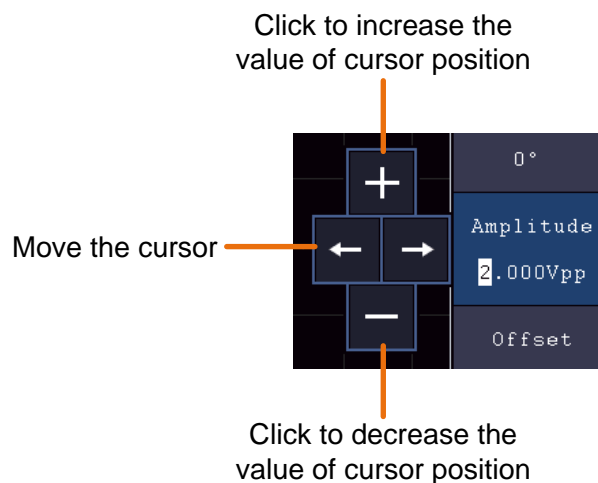 Click to increase the
value of cursor position
+
0°
Amplitude
Move the cursor
← →
2.000Vpp
−
Offset
Click to decrease the
value of cursor position